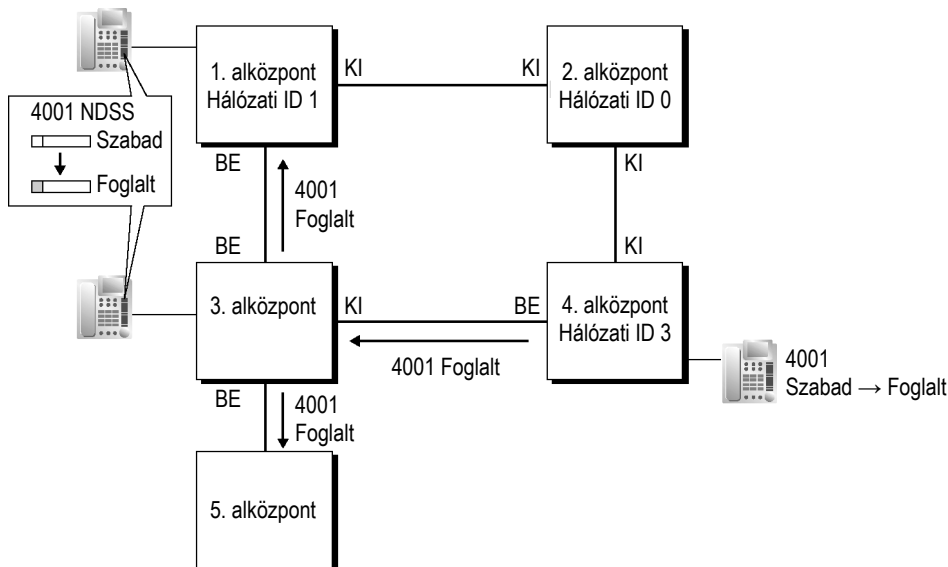 1. alközpont
Hálózati ID 1
KI
KI
2. alközpont
Hálózati ID 0
4001 NDSS
Szabad
Foglalt
BE
4001
Foglalt
KI
BE
KI
3. alközpont
KI
BE
4. alközpont
Hálózati ID 3
4001 Foglalt
4001
Szabad → Foglalt
BE
4001
Foglalt
5. alközpont